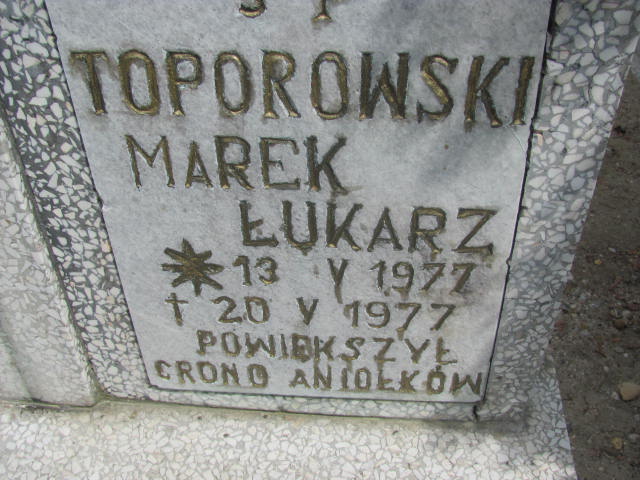 Ś P
TOPOROWSKI
MAREK
ŁUKARZ
* 13 V 1977
† 20 V 1977
POWIĘKSZYŁ
GRONO ANIOŁKÓW